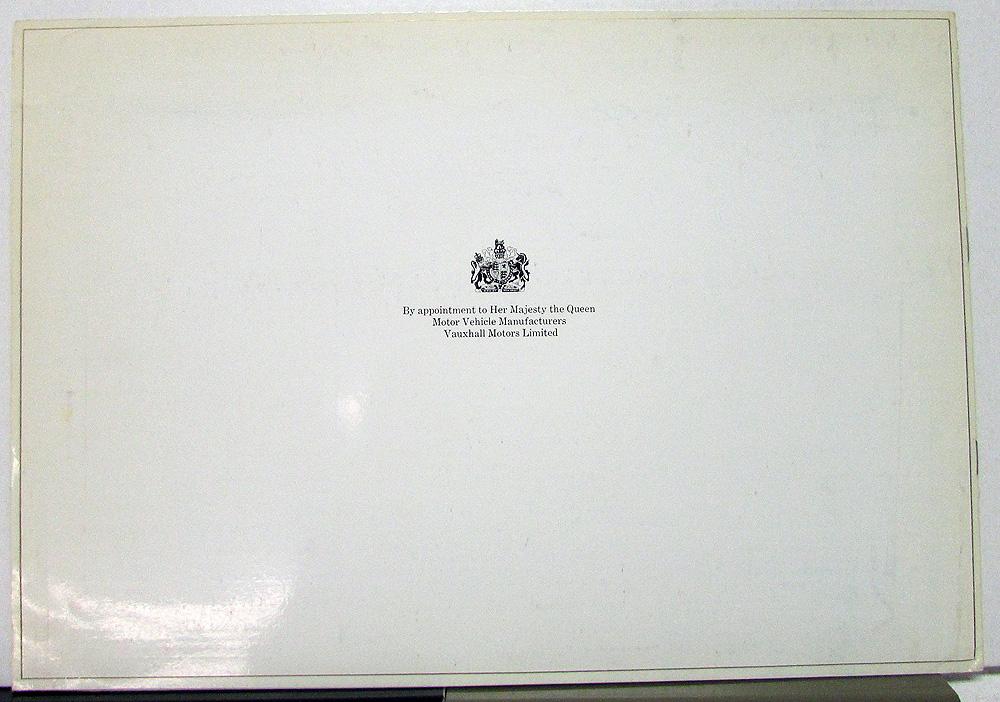 By appointment to Her Majesty the Queen
Motor Vehicle Manufacturers
Vauxhall Motors Limited